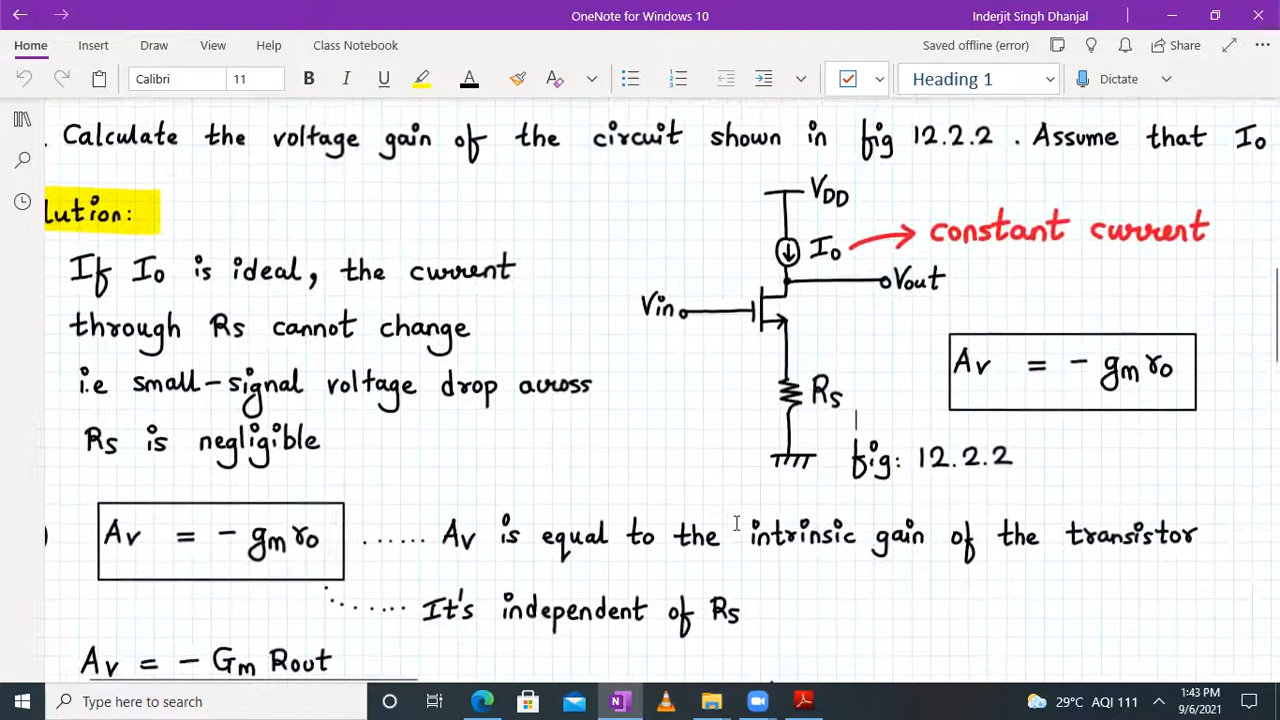 OneNote for Windows 10
Inderjit Singh Dhanjal
Home Insert Draw View Help Class Notebook
Saved offline (error)
Share
Calibri 11 B I U A Heading 1 Dictate
. Calculate the voltage gain of the circuit shown in fig 12.2.2 . Assume that Io
lution:
VDD
Io → constant current
If Io is ideal, the current
Vout
Vin
through Rs cannot change
Av = - gmro
i.e small-signal voltage drop across
Rs
Rs is negligible
fig: 12.2.2
) Av = - gmro ...... Av is equal to the intrinsic gain of the transistor
....... It's independent of Rs
Av = - Gm Rout
Type here to search
29°C AQI 111
1:43 PM
9/6/2021